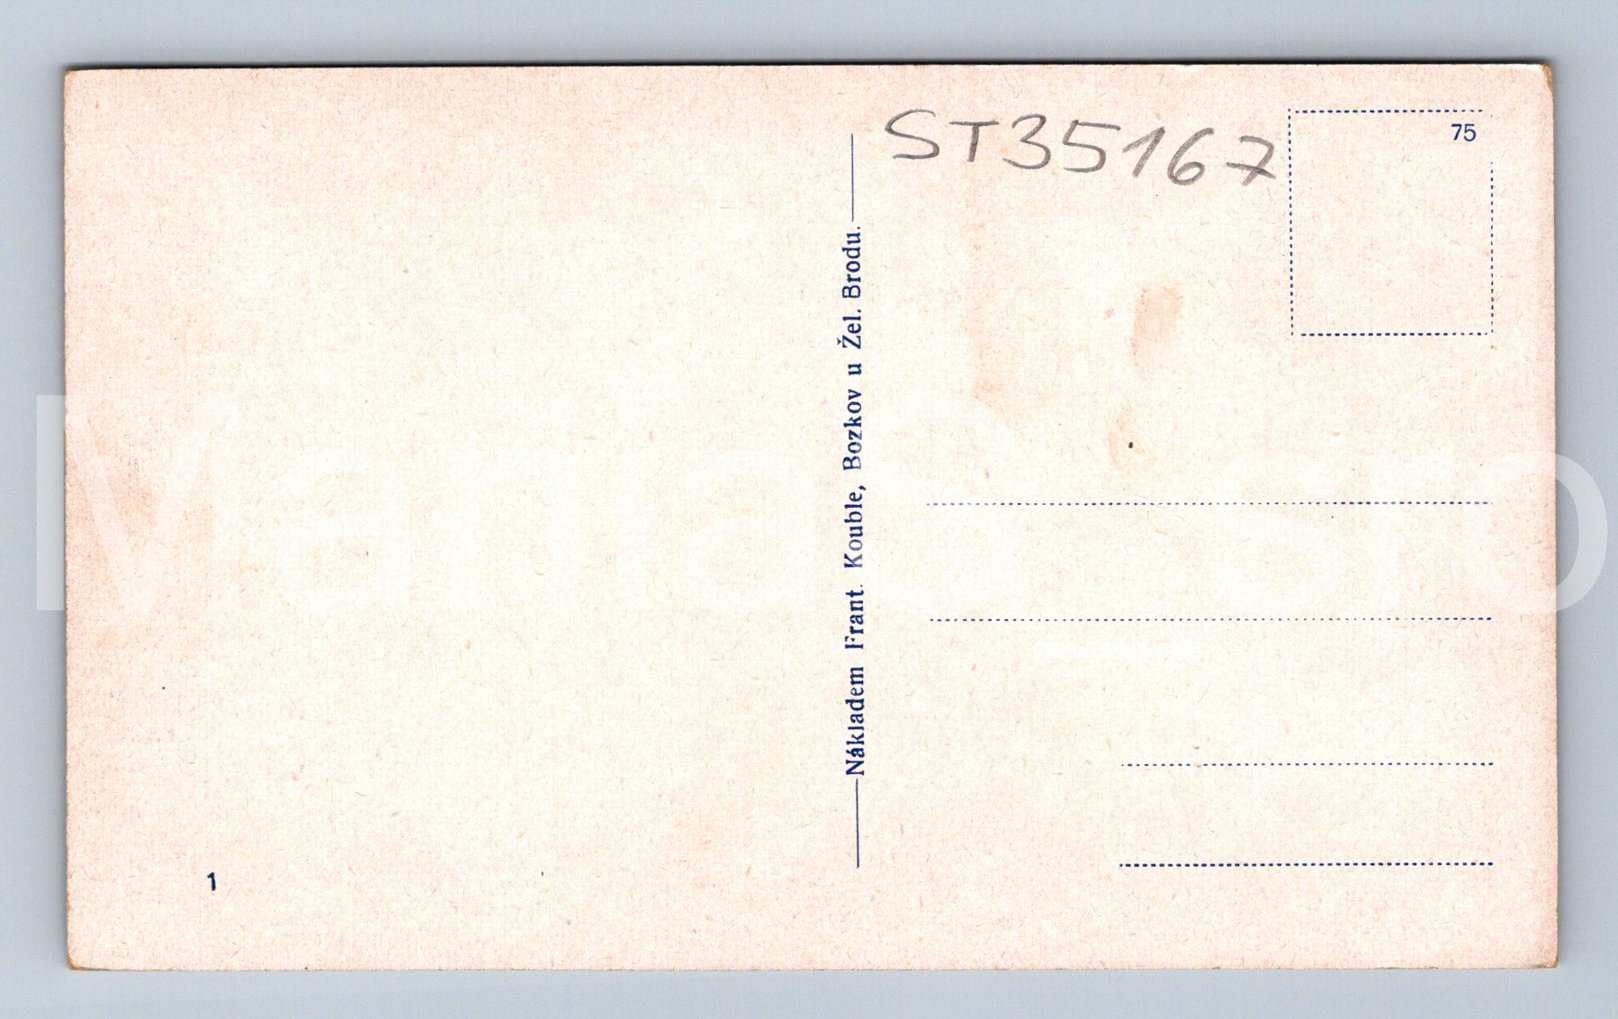 ST35167
75
Nákladem Frant. Kouble, Bozkov u Žel. Brodu.
1